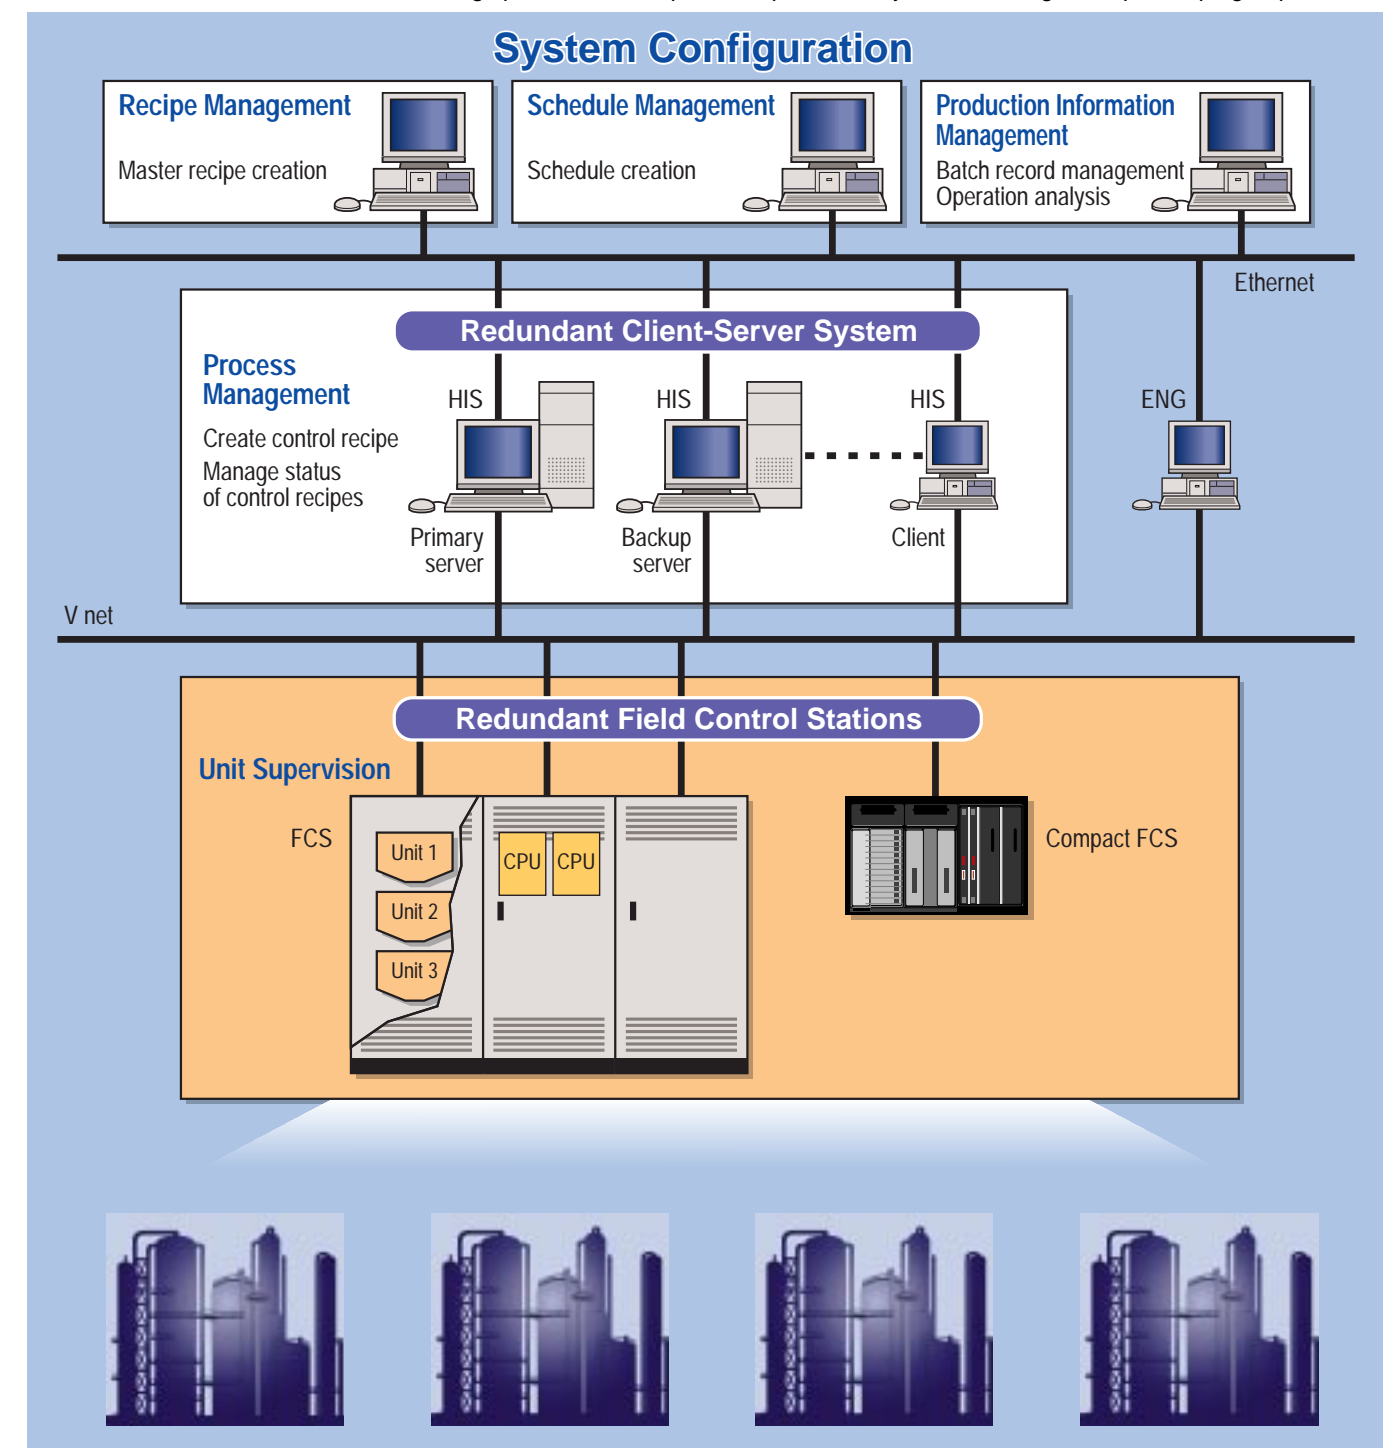 System Configuration
Recipe Management
Master recipe creation
Schedule Management
Schedule creation
Production Information
Management
Batch record management
Operation analysis
Ethernet
Redundant Client-Server System
Process
Management
Create control recipe
Manage status
of control recipes
HIS
Primary
server
HIS
Backup
server
HIS
Client
ENG
V net
Redundant Field Control Stations
Unit Supervision
FCS
Unit 1
Unit 2
Unit 3
CPU
CPU
Compact FCS